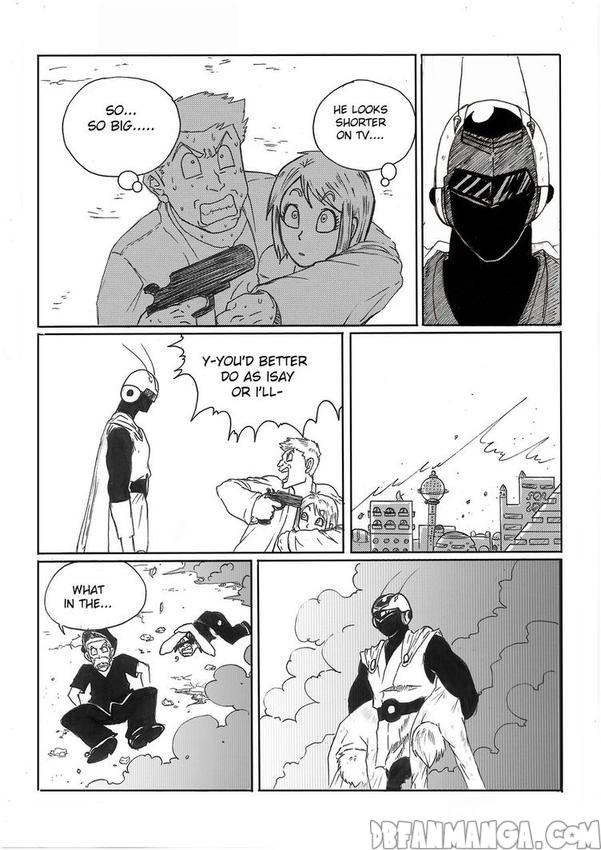 SO...
SO BIG.....
HE LOOKS
SHORTER
ON TV....
Y-YOU'D BETTER
DO AS ISAY
OR I'LL-
WHAT
IN THE...
DBFANMANGA.COM